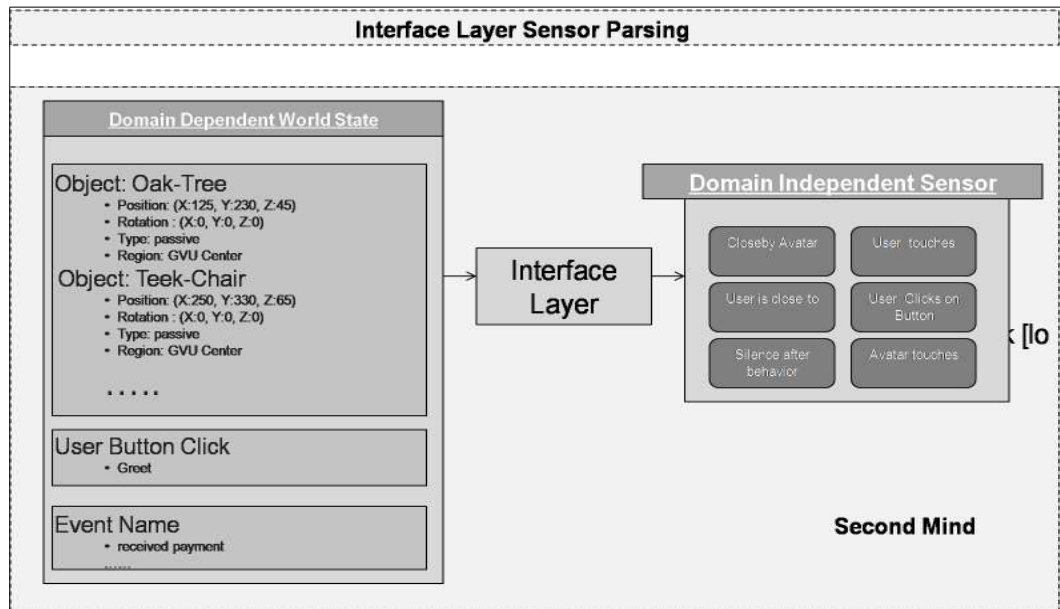 Interface Layer Sensor Parsing
Domain Dependent World State
Object: Oak-Tree
• Position: (X:125, Y:230, Z:45)
• Rotation : (X:0, Y:0, Z:0)
• Type: passive
• Region: GVU Center
Object: Teek-Chair
• Position: (X:250, Y:330, Z:65)
• Rotation : (X:0, Y:0, Z:0)
• Type: passive
• Region: GVU Center
.....
User Button Click
• Greet
Event Name
• received payment
......
Interface
Layer
Domain Independent Sensor
Closeby Avatar
User touches
User is close to
User Clicks on
Button
Silence after
behavior
Avatar touches
[lo
Second Mind